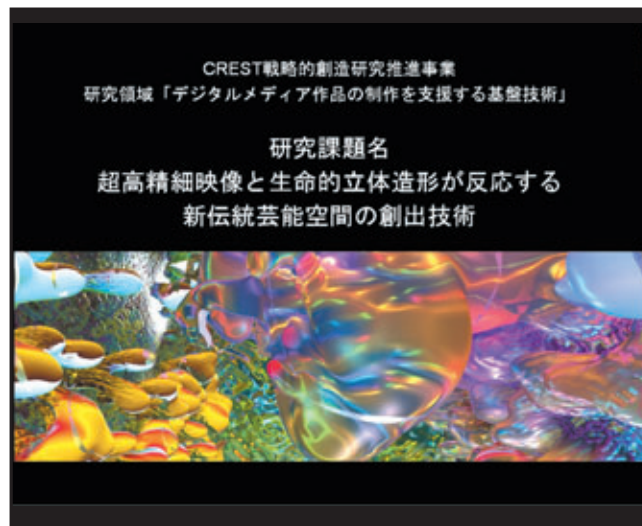 CREST戦略的創造研究推進事業
研究領域「デジタルメディア作品の制作を支援する基盤技術」
研究課題名
超高精細映像と生命的立体造形が反応する
新伝統芸能空間の創出技術